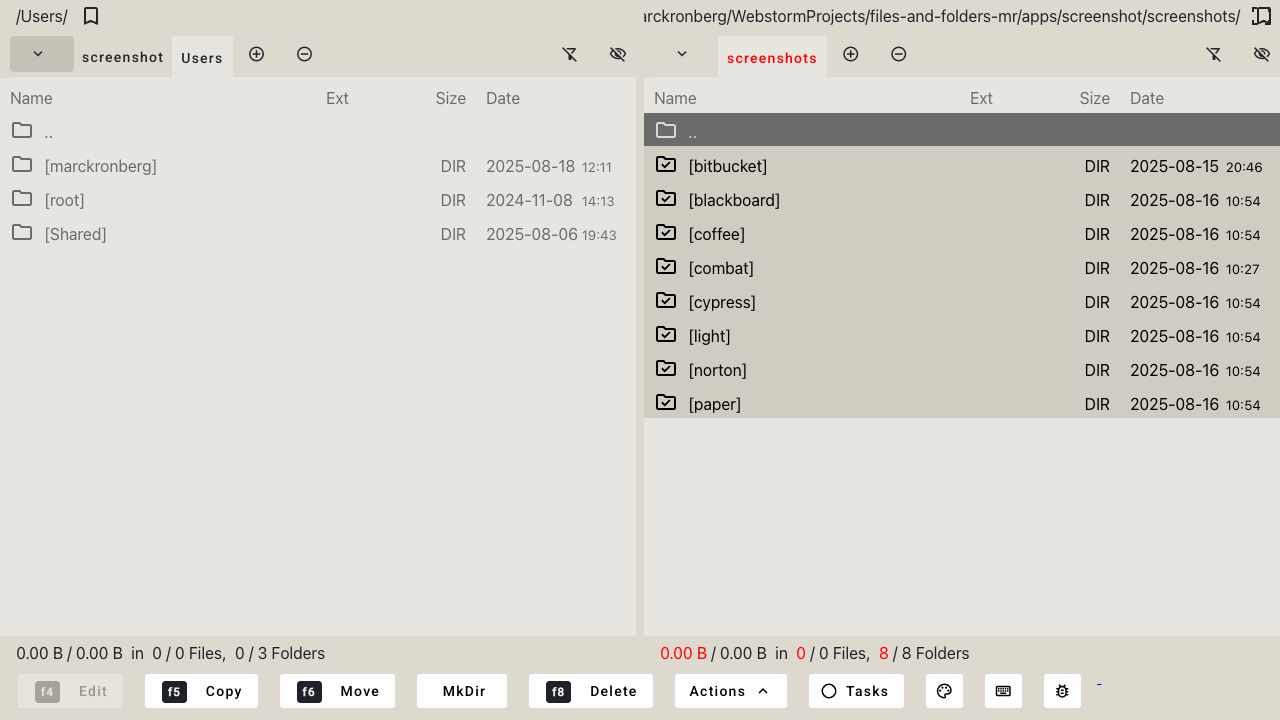 /Users/
arckronberg/WebstormProjects/files-and-folders-mr/apps/screenshot/screenshots/
screenshot Users
screenshots
Name Ext Size Date
..
[marckronberg] DIR 2025-08-18 12:11
[root] DIR 2024-11-08 14:13
[Shared] DIR 2025-08-06 19:43
Name Ext Size Date
..
[bitbucket] DIR 2025-08-15 20:46
[blackboard] DIR 2025-08-16 10:54
[coffee] DIR 2025-08-16 10:54
[combat] DIR 2025-08-16 10:27
[cypress] DIR 2025-08-16 10:54
[light] DIR 2025-08-16 10:54
[norton] DIR 2025-08-16 10:54
[paper] DIR 2025-08-16 10:54
0.00 B / 0.00 B in 0 / 0 Files, 0 / 3 Folders
0.00 B / 0.00 B in 0 / 0 Files, 8 / 8 Folders
f4 Edit f5 Copy f6 Move MkDir f8 Delete Actions Tasks -